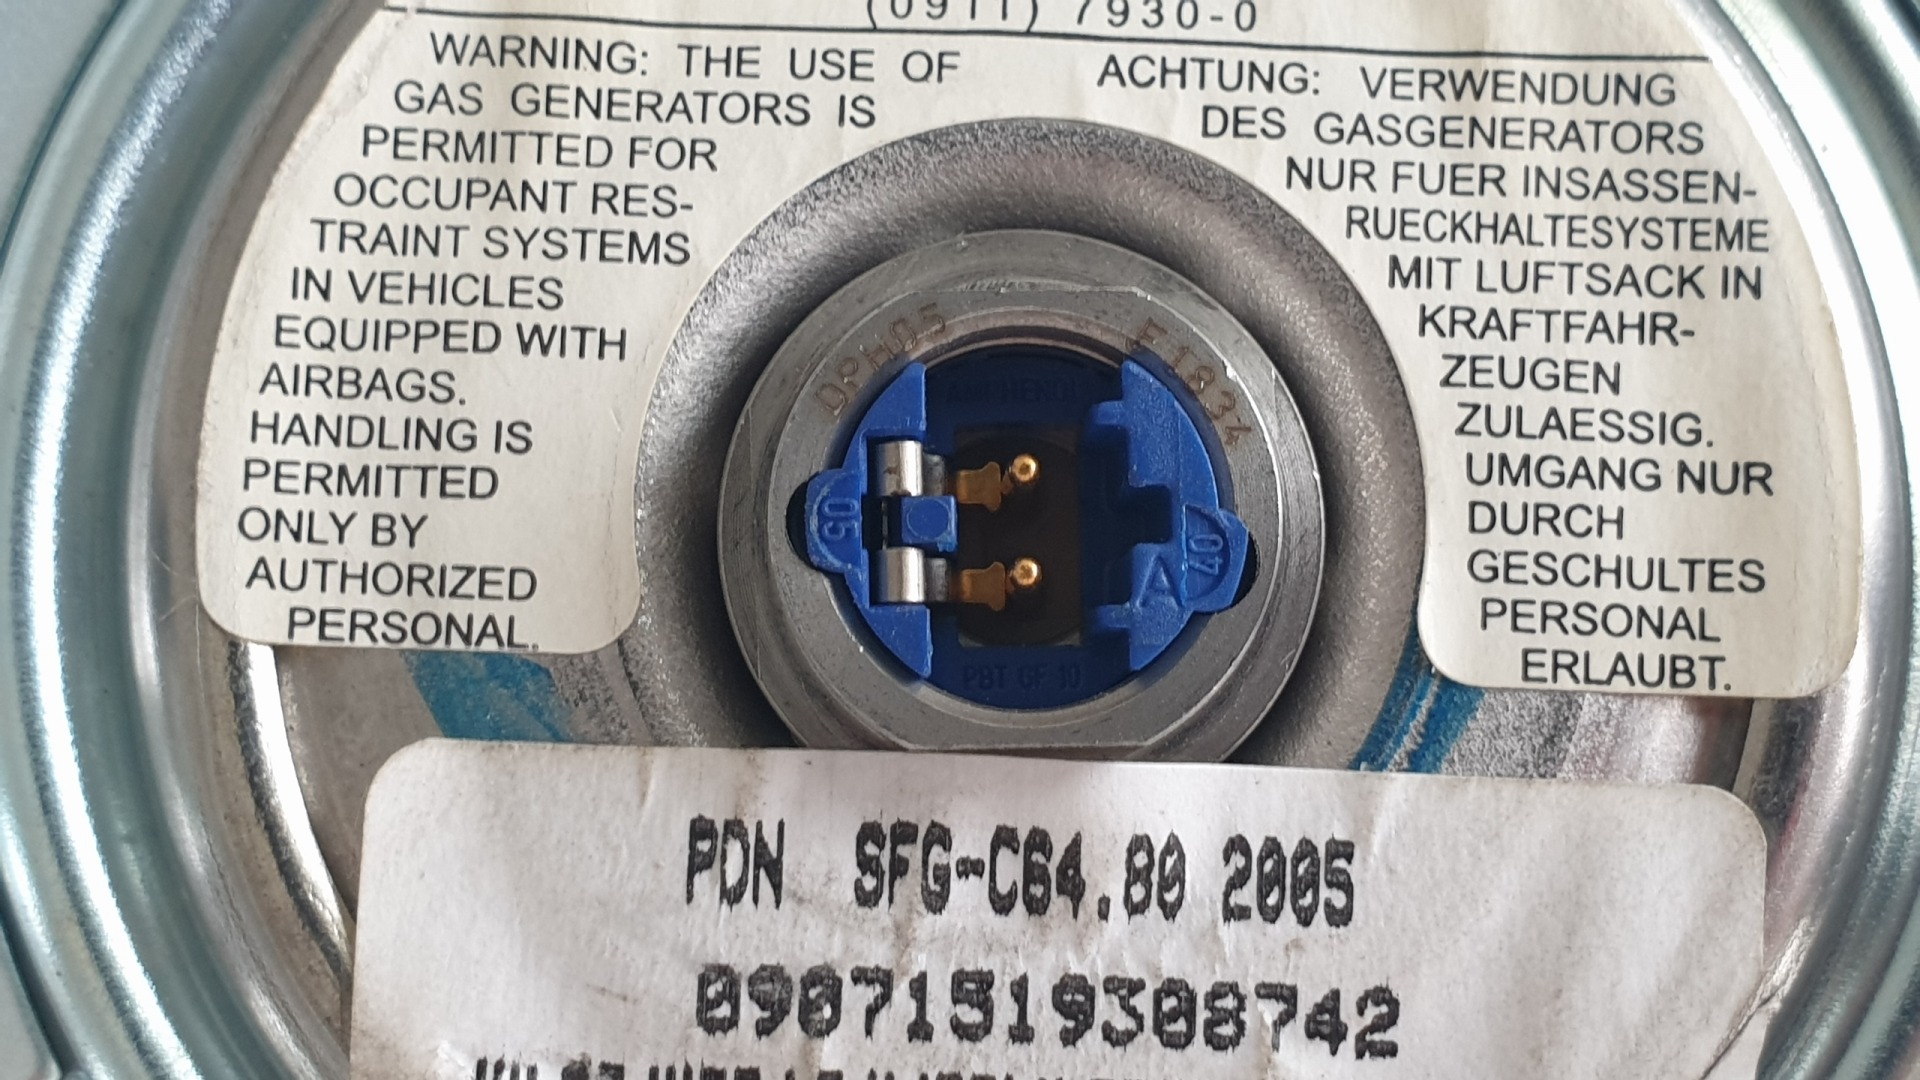 (0911) 7930-0
WARNING: THE USE OF
GAS GENERATORS IS
PERMITTED FOR
OCCUPANT RES-
TRAINT SYSTEMS
IN VEHICLES
EQUIPPED WITH
AIRBAGS.
HANDLING IS
PERMITTED
ONLY BY
AUTHORIZED
PERSONAL.
ACHTUNG: VERWENDUNG
DES GASGENERATORS
NUR FUER INSASSEN-
RUECKHALTESYSTEME
MIT LUFTSACK IN
KRAFTFAHR-
ZEUGEN
ZULAESSIG.
UMGANG NUR
DURCH
GESCHULTES
PERSONAL
ERLAUBT.
DPH05 E1834
AMPHENOL
05
A 40
PBT GF 10
PDN SFG-C64.80 2005
09071519308742